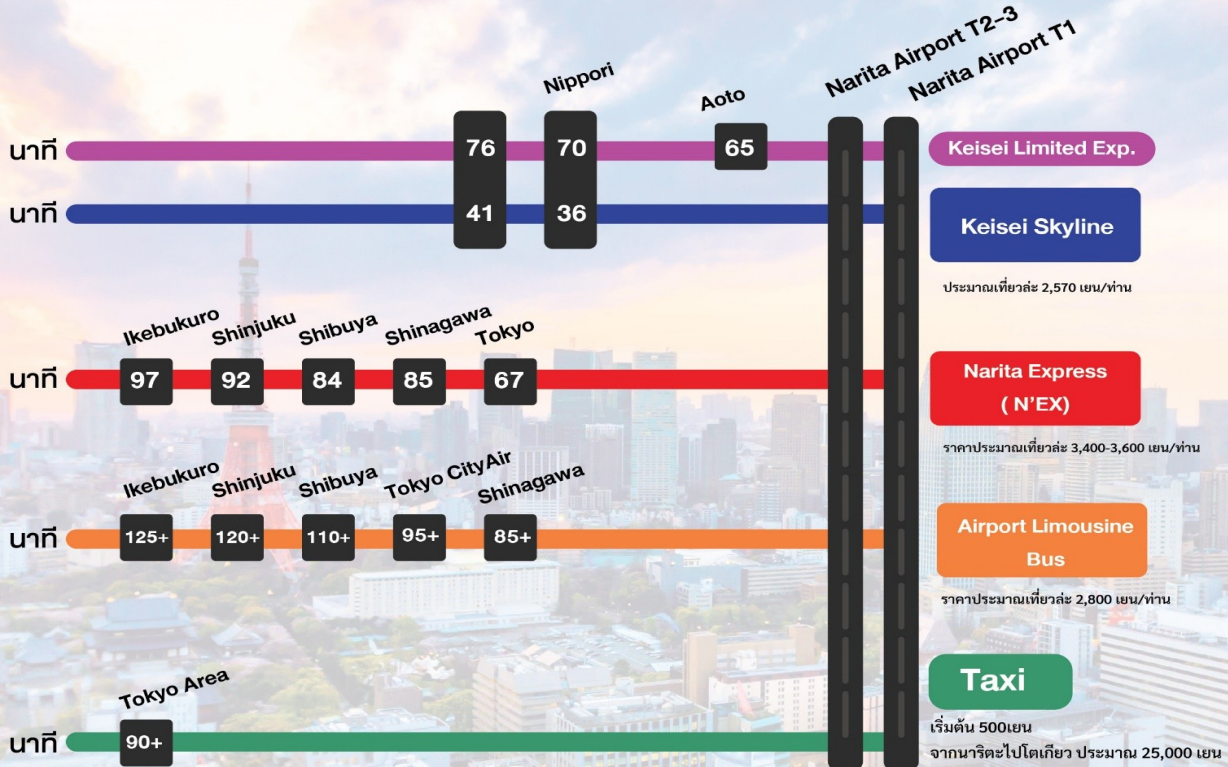 Narita Airport T2-3
Narita Airport T1
Nippori
Aoto
นาที
76
70
65
Keisei Limited Exp.
นาที
41
36
Keisei Skyline
ประมาณเที่ยวล่ะ 2,570 เยน/ท่าน
Ikebukuro
Shinjuku
Shibuya
Shinagawa
Tokyo
นาที
97
92
84
85
67
Narita Express
( N'EX)
ราคาประมาณเที่ยวล่ะ 3,400-3,600 เยน/ท่าน
Ikebukuro
Shinjuku
Shibuya
Tokyo CityAir
Shinagawa
นาที
125+
120+
110+
95+
85+
Airport Limousine
Bus
ราคาประมาณเที่ยวล่ะ 2,800 เยน/ท่าน
Tokyo Area
นาที
90+
Taxi
เริ่มต้น 500เยน
จากนาริตะไปโตเกียว ประมาณ 25,000 เยน